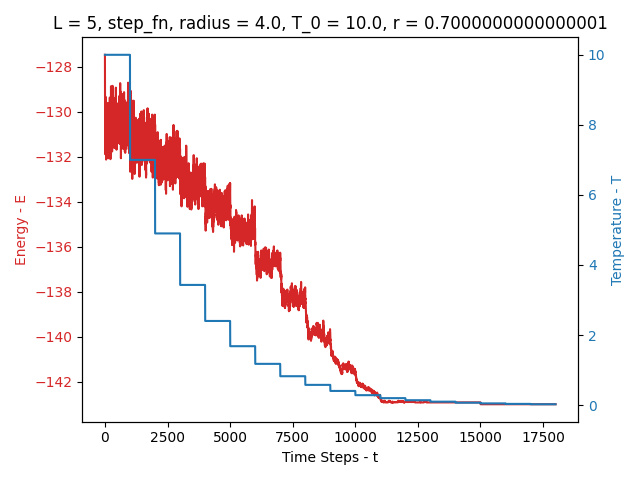 L = 5, step_fn, radius = 4.0, T_0 = 10.0, r = 0.7000000000000001
−128
−130
−132
−134
−136
−138
−140
−142
Energy - E
10
8
6
4
2
0
Temperature - T
0 2500 5000 7500 10000 12500 15000 17500
Time Steps - t